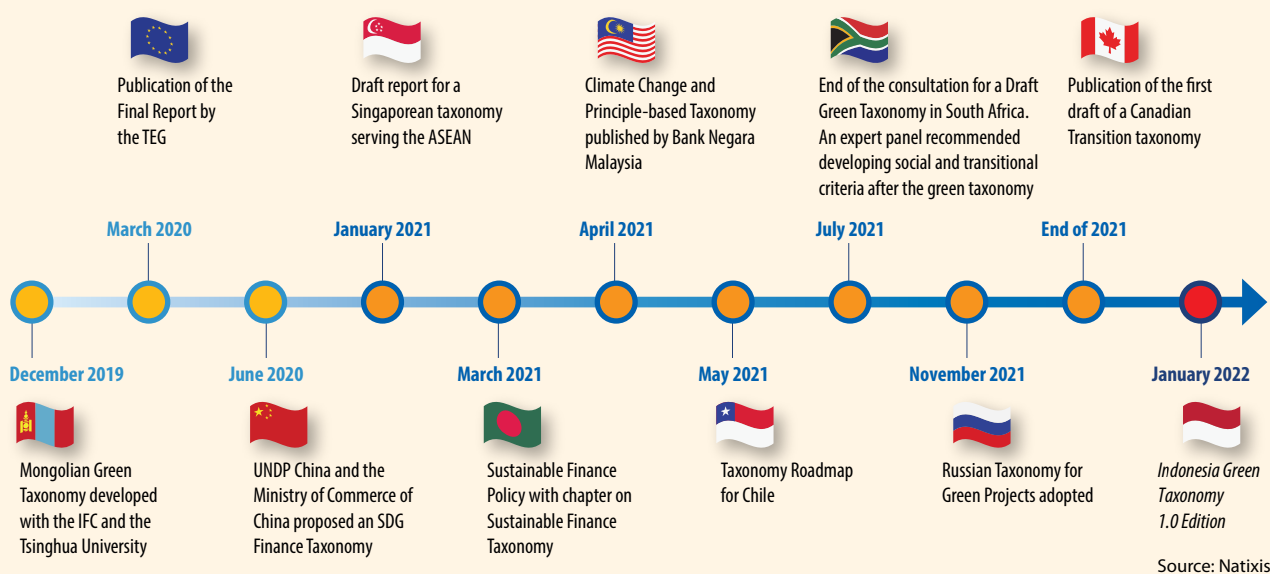 Publication of the
Final Report by
the TEG
Draft report for a
Singaporean taxonomy
serving the ASEAN
Climate Change and
Principle-based Taxonomy
published by Bank Negara
Malaysia
End of the consultation for a Draft
Green Taxonomy in South Africa.
An expert panel recommended
developing social and transitional
criteria after the green taxonomy
Publication of the first
draft of a Canadian
Transition taxonomy
March 2020
January 2021
April 2021
July 2021
End of 2021
December 2019
June 2020
March 2021
May 2021
November 2021
January 2022
Mongolian Green
Taxonomy developed
with the IFC and the
Tsinghua University
UNDP China and the
Ministry of Commerce of
China proposed an SDG
Finance Taxonomy
Sustainable Finance
Policy with chapter on
Sustainable Finance
Taxonomy
Taxonomy Roadmap
for Chile
Russian Taxonomy for
Green Projects adopted
Indonesia Green
Taxonomy
1.0 Edition
Source: Natixis